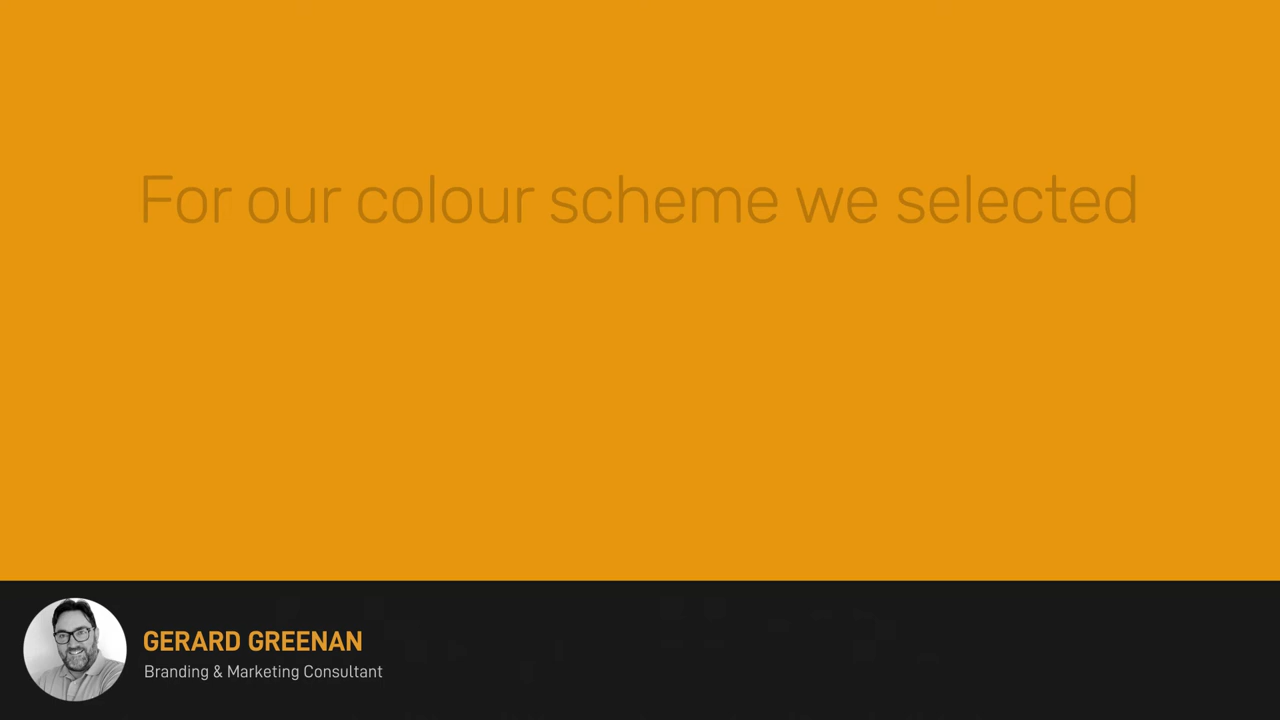 For our colour scheme we selected
GERARD GREENAN
Branding & Marketing Consultant